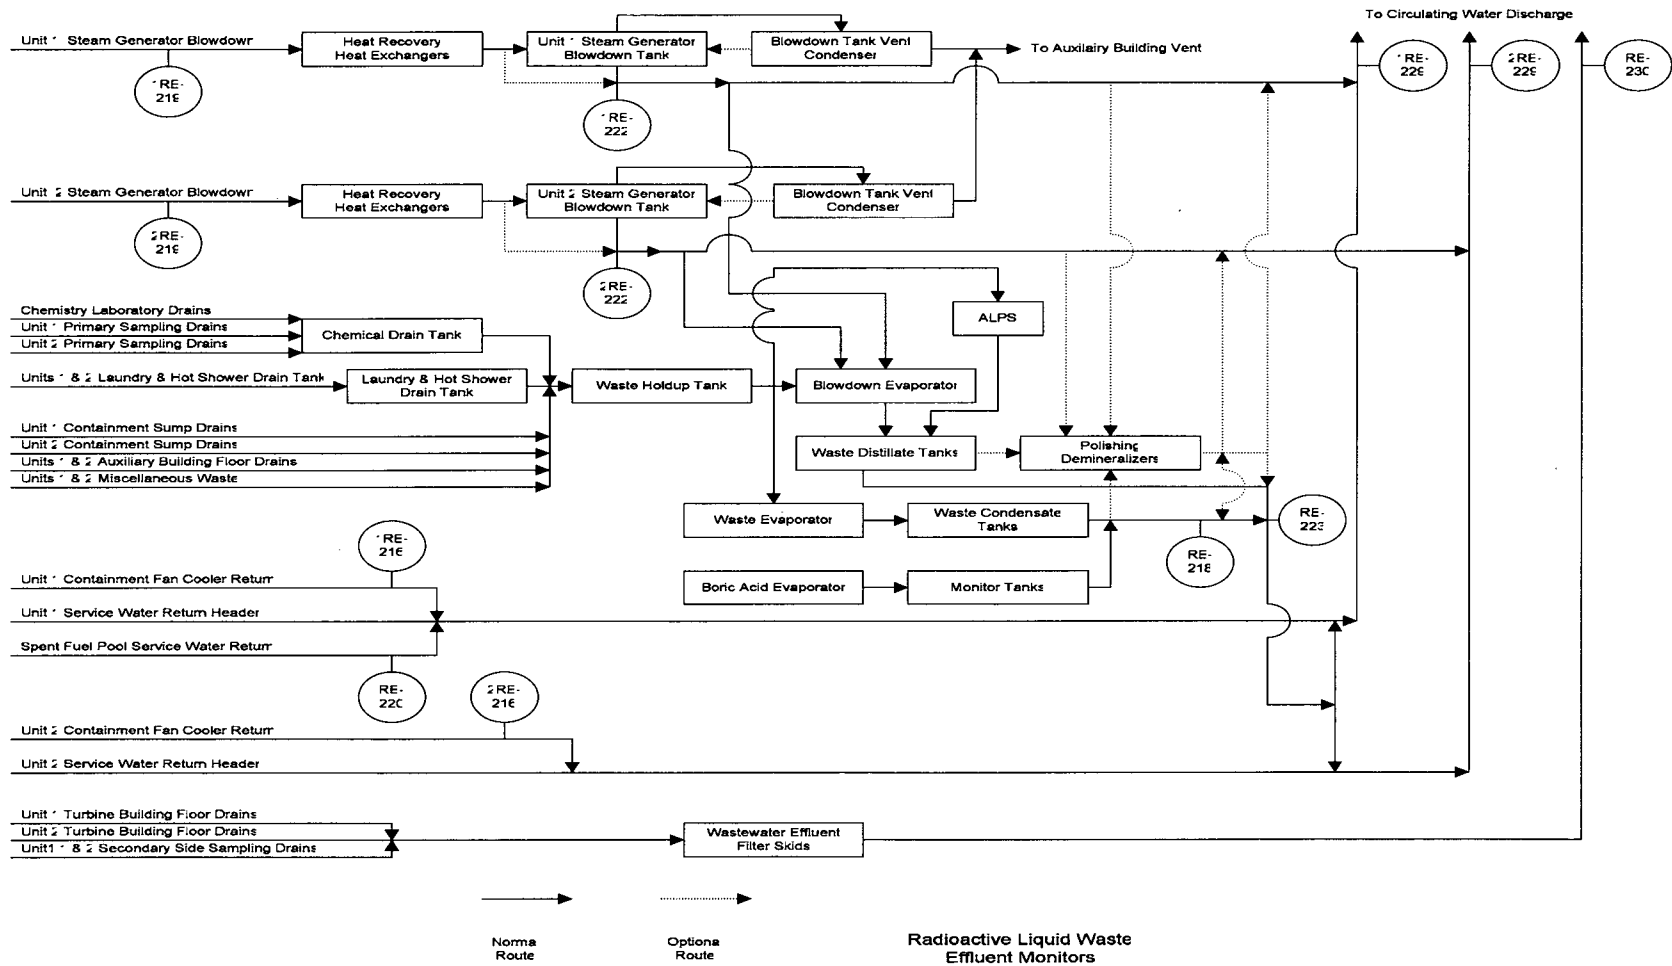 To Circulating Water Discharge
Unit 1 Steam Generator Blowdown
Heat Recovery
Heat Exchangers
Unit 1 Steam Generator
Blowdown Tank
Blowdown Tank Vent
Condenser
To Auxilairy Building Vent
1RE-
229
2RE-
229
RE-
230
1RE-
219
1RE-
222
Unit 2 Steam Generator Blowdown
Heat Recovery
Heat Exchangers
Unit 2 Steam Generator
Blowdown Tank
Blowdown Tank Vent
Condenser
2RE-
219
2RE-
222
Chemistry Laboratory Drains
Unit 1 Primary Sampling Drains
Unit 2 Primary Sampling Drains
Chemical Drain Tank
ALPS
Units 1 & 2 Laundry & Hot Shower Drain Tank
Laundry & Hot Shower
Drain Tank
Waste Holdup Tank
Blowdown Evaporator
Unit 1 Containment Sump Drains
Unit 2 Containment Sump Drains
Units 1 & 2 Auxiliary Building Floor Drains
Units 1 & 2 Miscellaneous Waste
Waste Distillate Tanks
Polishing
Demineralizers
Waste Evaporator
Waste Condensate
Tanks
RE-
223
RE-
218
1RE-
216
Unit 1 Containment Fan Cooler Return
Boric Acid Evaporator
Monitor Tanks
Unit 1 Service Water Return Header
Spent Fuel Pool Service Water Return
RE-
220
2RE-
216
Unit 2 Containment Fan Cooler Return
Unit 2 Service Water Return Header
Unit 1 Turbine Building Floor Drains
Unit 2 Turbine Building Floor Drains
Unit1 1 & 2 Secondary Side Sampling Drains
Wastewater Effluent
Filter Skids
Norma
Route
Optiona
Route
Radioactive Liquid Waste
Effluent Monitors